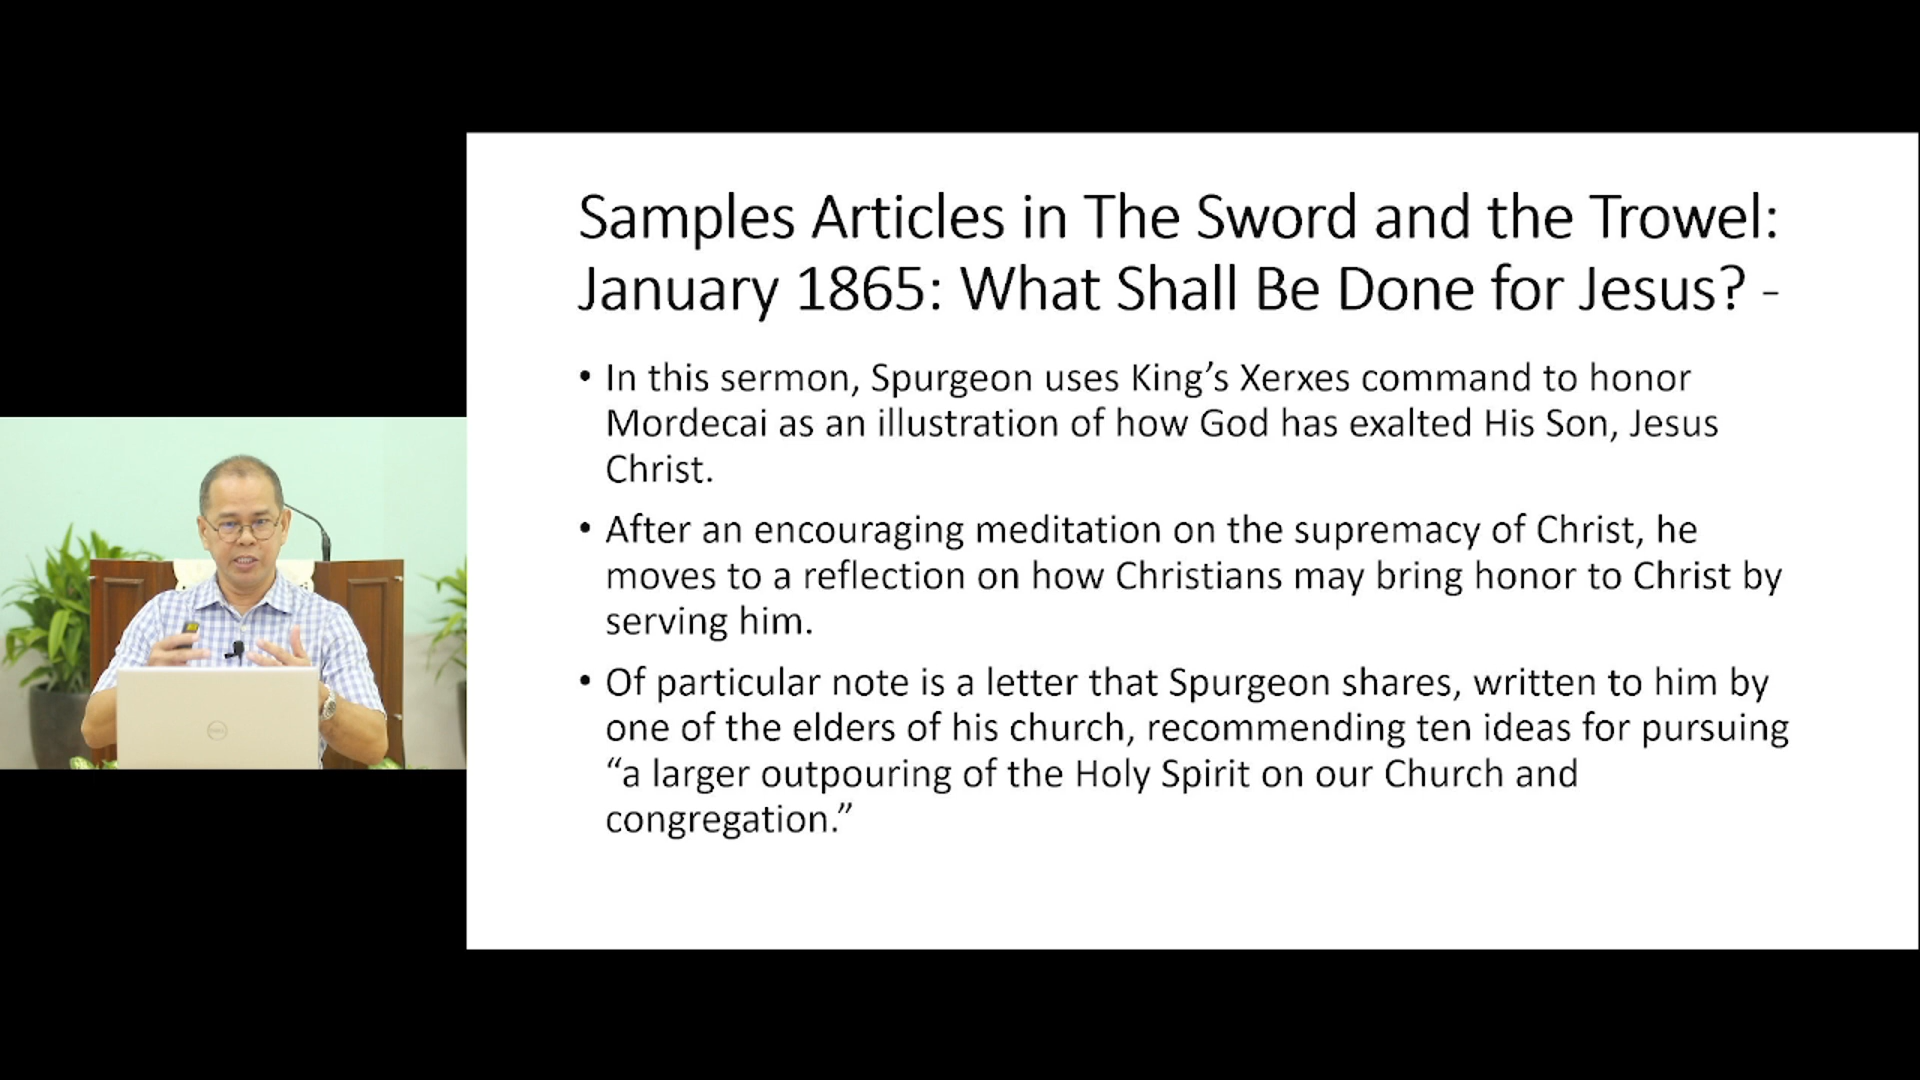 Samples Articles in The Sword and the Trowel:
January 1865: What Shall Be Done for Jesus? -
• In this sermon, Spurgeon uses King’s Xerxes command to honor
Mordecai as an illustration of how God has exalted His Son, Jesus
Christ.
• After an encouraging meditation on the supremacy of Christ, he
moves to a reflection on how Christians may bring honor to Christ by
serving him.
• Of particular note is a letter that Spurgeon shares, written to him by
one of the elders of his church, recommending ten ideas for pursuing
“a larger outpouring of the Holy Spirit on our Church and
congregation.”